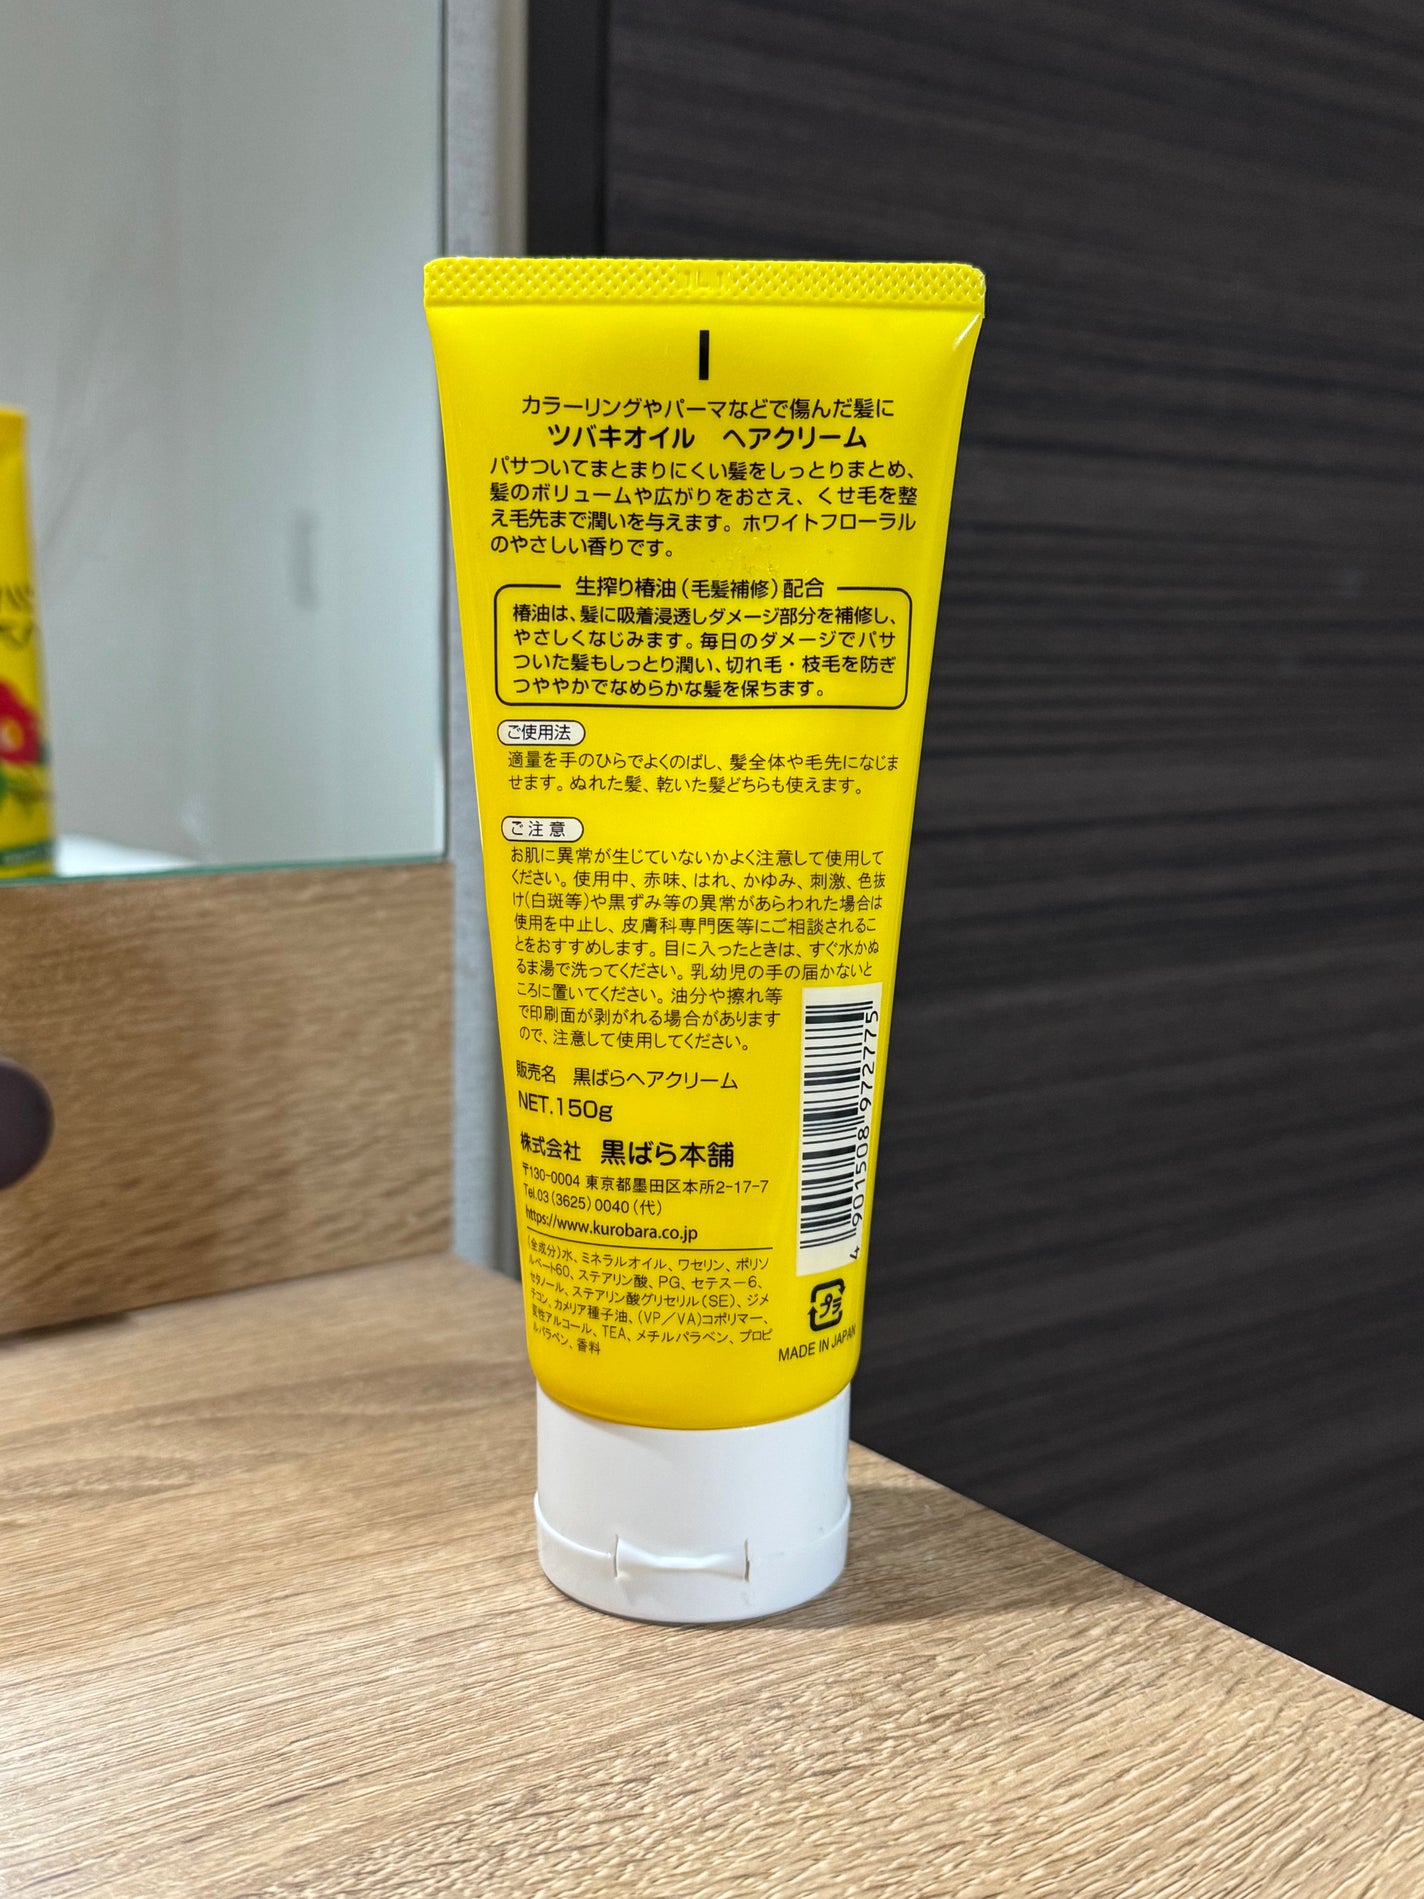 カラーリングやパーマなどで傷んだ髪に
ツバキオイル　ヘアクリーム
パサついてまとまりにくい髪をしっとりまとめ、
髪のボリュームや広がりをおさえ、くせ毛を整
え毛先まで潤いを与えます。ホワイトフローラル
のやさしい香りです。
生搾り椿油（毛髪補修）配合
椿油は、髪に吸着浸透しダメージ部分を補修し、
やさしくなじみます。毎日のダメージでパサ
ついた髪もしっとり潤い、切れ毛・枝毛を防ぎ
つややかでなめらかな髪を保ちます。
ご使用法
適量を手のひらでよくのばし、髪全体や毛先になじま
せます。ぬれた髪、乾いた髪どちらも使えます。
ご注意
お肌に異常が生じていないかよく注意して使用して
ください。使用中、赤味、はれ、かゆみ、刺激、色抜
け（白斑等）や黒ずみ等の異常があらわれた場合は
使用を中止し、皮膚科専門医等にご相談されるこ
とをおすすめします。目に入ったときは、すぐ水かぬ
るま湯で洗ってください。乳幼児の手の届かないと
ころに置いてください。油分や擦れ等
で印刷面が剥がれる場合があります
ので、注意して使用してください。
販売名　黒ばらヘアクリーム
NET.150g
株式会社　黒ばら本舗
〒130-0004 東京都墨田区本所2-17-7
Tel.03（3625）0040（代）
https://www.kurobara.co.jp
（全成分）水、ミネラルオイル、ワセリン、ポリソ
ルベート60、ステアリン酸、PG、セテス－6、
セタノール、ステアリン酸グリセリル（SE）、ジメ
チコン、カメリア種子油、（VP／VA）コポリマー、
変性アルコール、TEA、メチルパラベン、プロピ
ルパラベン、香料
4 901508 972775
プラ
MADE IN JAPAN